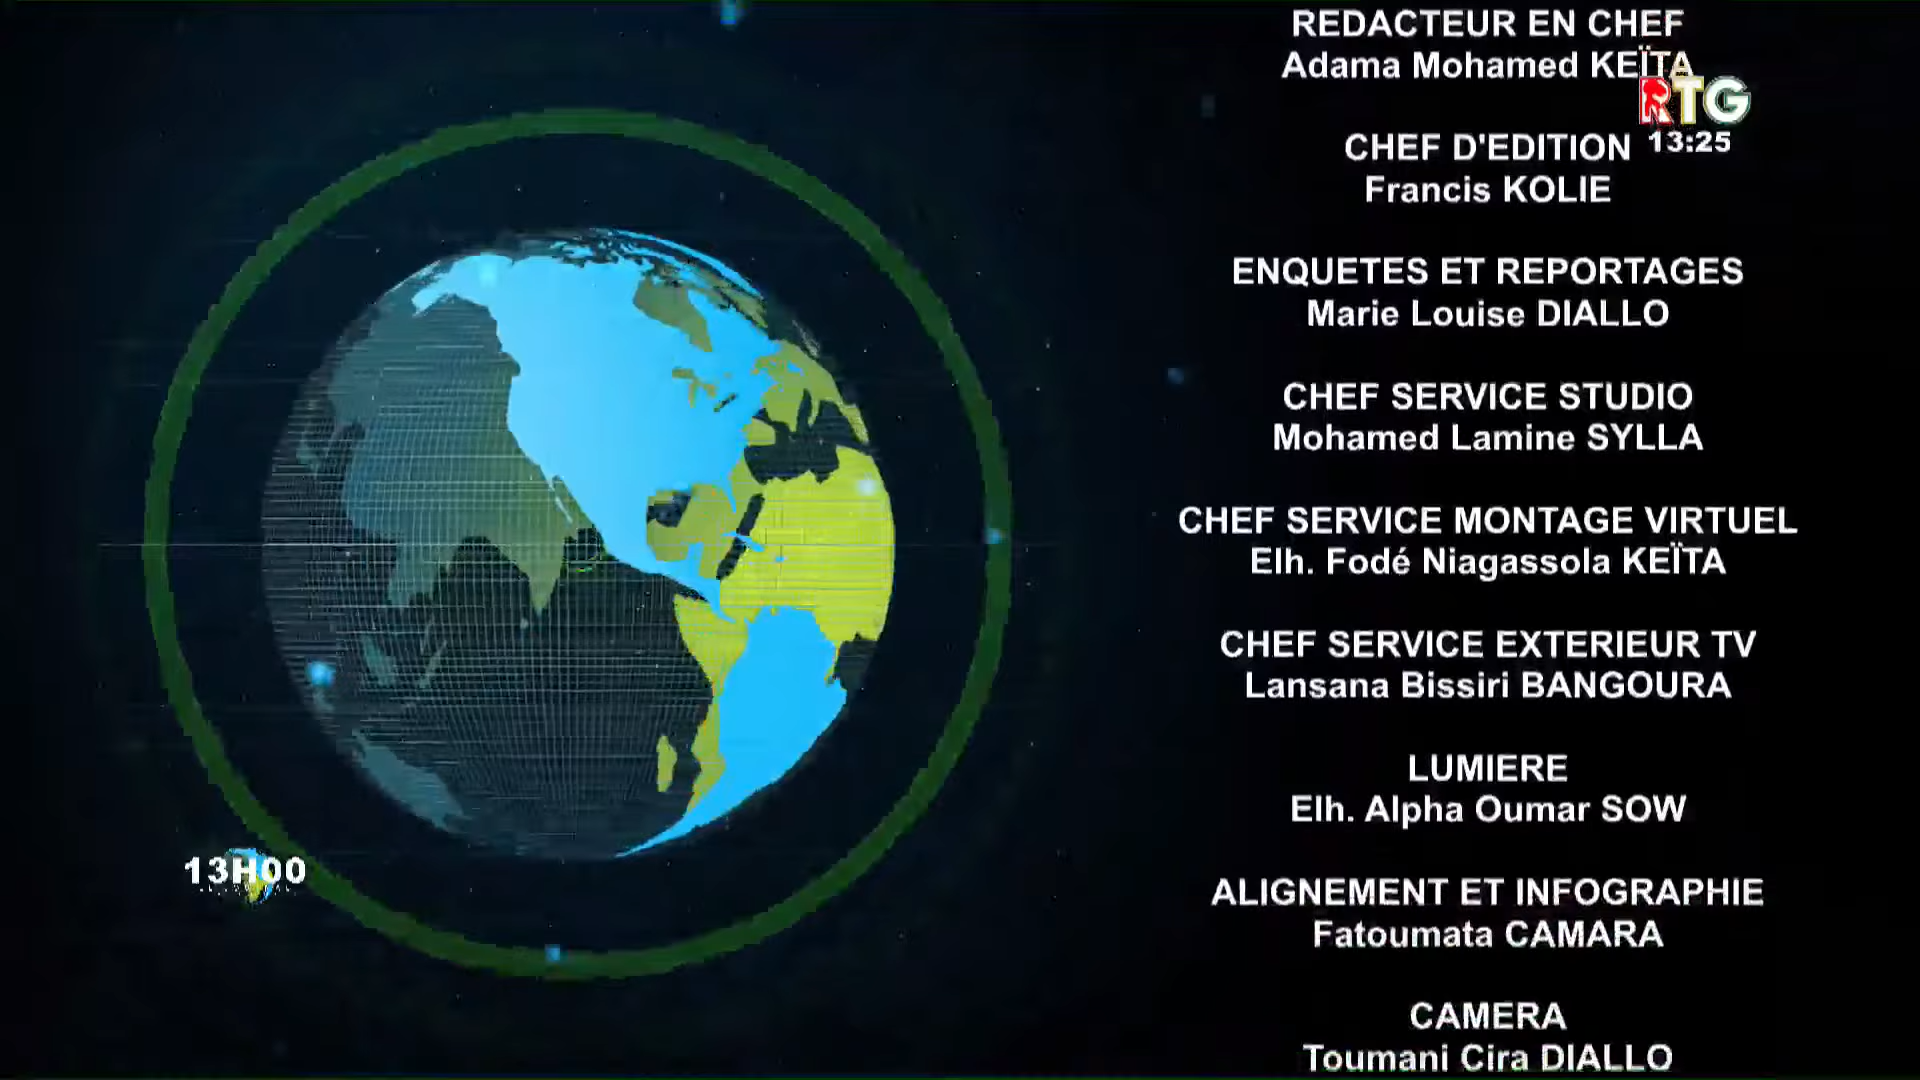 REDACTEUR EN CHEF
Adama Mohamed KEÏTA
RTG
13:25
CHEF D'EDITION
Francis KOLIE
ENQUETES ET REPORTAGES
Marie Louise DIALLO
CHEF SERVICE STUDIO
Mohamed Lamine SYLLA
CHEF SERVICE MONTAGE VIRTUEL
Elh. Fodé Niagassola KEÏTA
CHEF SERVICE EXTERIEUR TV
Lansana Bissiri BANGOURA
LUMIERE
Elh. Alpha Oumar SOW
13H00
ALIGNEMENT ET INFOGRAPHIE
Fatoumata CAMARA
CAMERA
Toumani Cira DIALLO